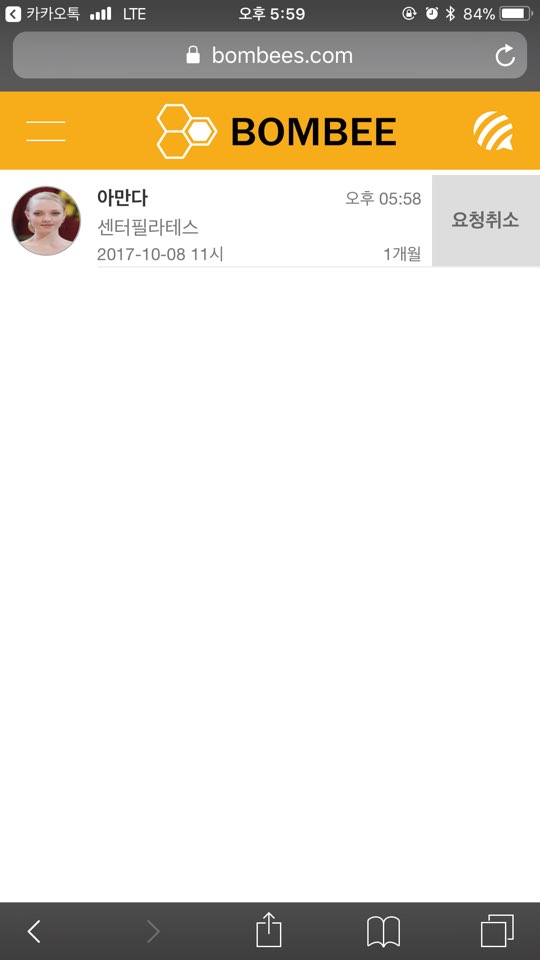 카카오톡 LTE 오후 5:59 84%
bombees.com
BOMBEE
아만다 오후 05:58
센터필라테스
요청취소
2017-10-08 11시 1개월